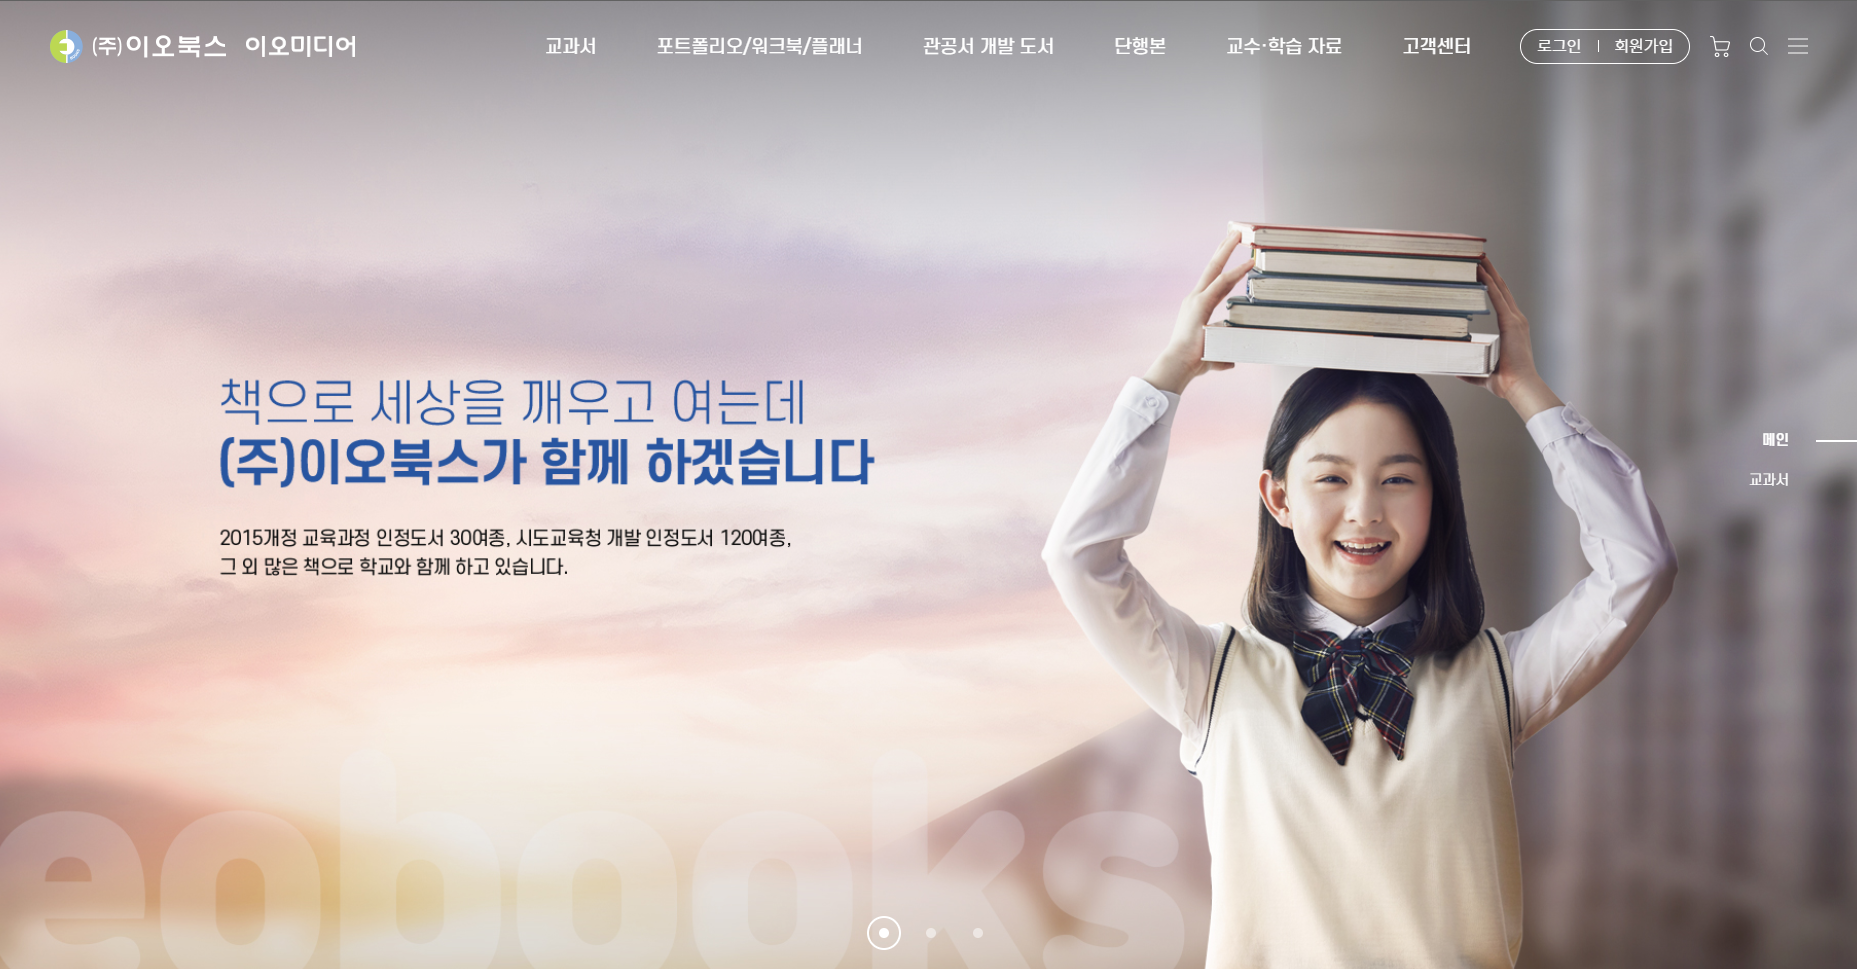 (주)이오북스 이오미디어
교과서
포트폴리오/워크북/플래너
관공서 개발 도서
단행본
교수·학습 자료
고객센터
로그인 | 회원가입
책으로 세상을 깨우고 여는데
(주)이오북스가 함께 하겠습니다
2015개정 교육과정 인정도서 30여종, 시도교육청 개발 인정도서 120여종,
그 외 많은 책으로 학교와 함께 하고 있습니다.
메인
교과서
eobooks